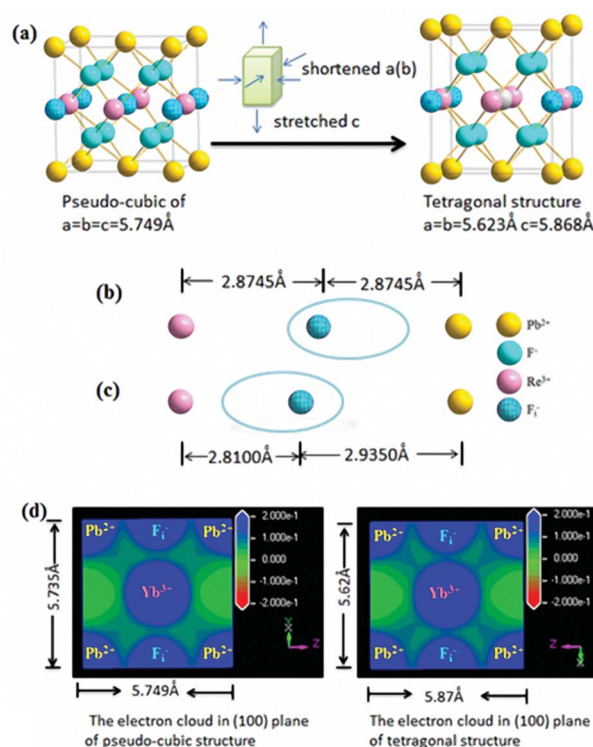 (a)
shortened a(b)
stretched c
Pseudo-cubic of
a=b=c=5.749Å
Tetragonal structure
a=b=5.623Å c=5.868Å
(b)
2.8745Å 2.8745Å
(c)
2.8100Å 2.9350Å
Pb²⁺
F⁻
Re³⁺
Fᵢ⁻
(d)
Pb²⁺ Fᵢ⁻ Pb²⁺
Yb³⁺
Pb²⁺ Fᵢ⁻ Pb²⁺
5.735Å
5.749Å
2.000e-1
1.000e-1
0.000
-1.000e-1
-2.000e-1
Z
The electron cloud in (100) plane
of pseudo-cubic structure
Pb²⁺ Fᵢ⁻ Pb²⁺
Yb³⁺
Pb²⁺ Fᵢ⁻ Pb²⁺
5.62Å
5.87Å
2.000e-1
1.000e-1
0.000
-1.000e-1
-2.000e-1
Z
The electron cloud in (100) plane
of tetragonal structure